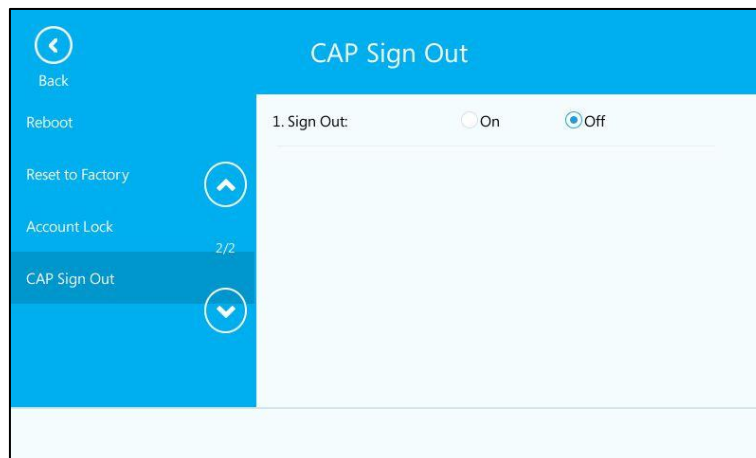 CAP Sign Out
Back
Reboot
Reset to Factory
Account Lock
2/2
CAP Sign Out
1. Sign Out: On Off